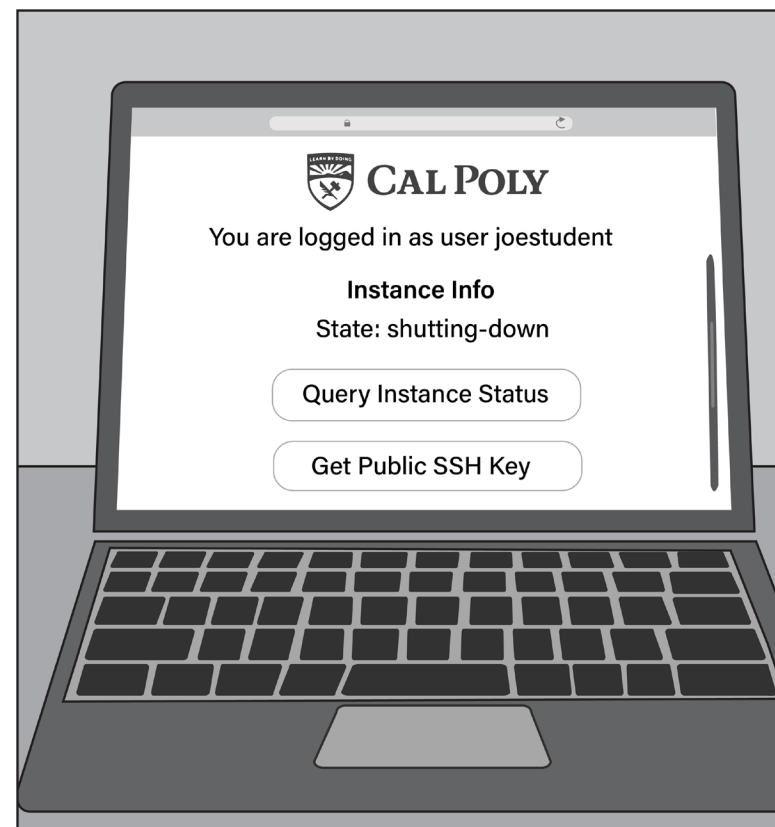 LEARN BY DOING
CAL POLY
You are logged in as user joestudent
Instance Info
State: shutting-down
Query Instance Status
Get Public SSH Key